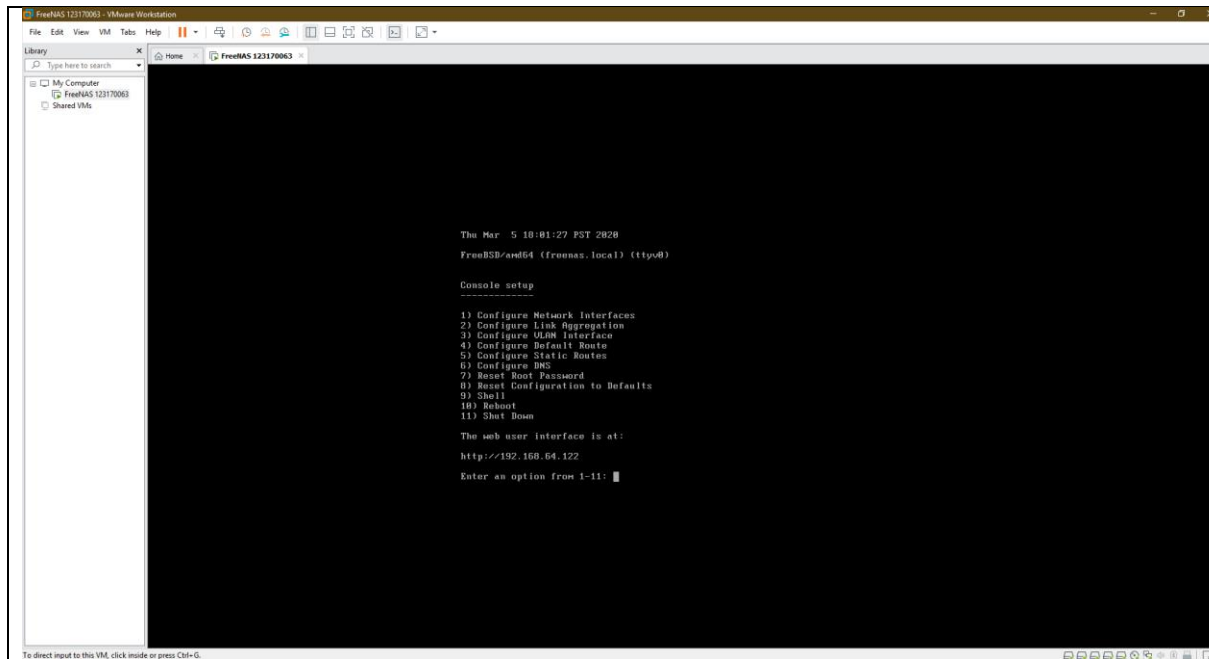 FreeNAS 123170063 - VMware Workstation
File Edit View VM Tabs Help
Library
Home
FreeNAS 123170063
Type here to search
My Computer
FreeNAS 123170063
Shared VMs
Thu Mar 5 18:01:27 PST 2020
FreeBSD/amd64 (freenas.local) (ttyv0)
Console setup
-------------
1) Configure Network Interfaces
2) Configure Link Aggregation
3) Configure VLAN Interface
4) Configure Default Route
5) Configure Static Routes
6) Configure DNS
7) Reset Root Password
8) Reset Configuration to Defaults
9) Shell
10) Reboot
11) Shut Down
The web user interface is at:
http://192.168.64.122
Enter an option from 1-11:
To direct input to this VM, click inside or press Ctrl+G.